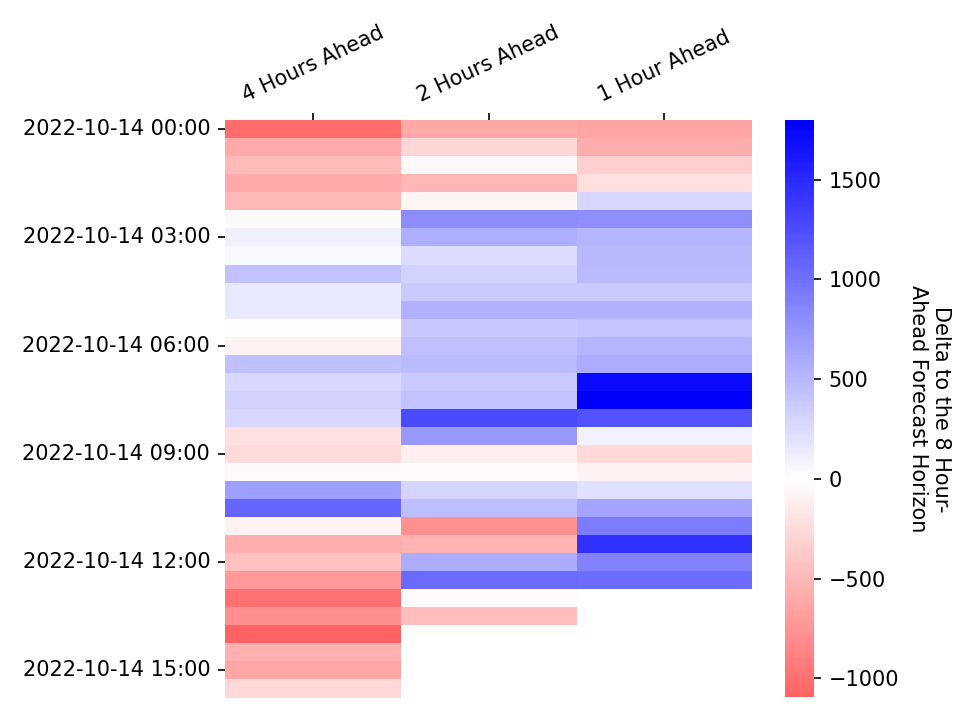 4 Hours Ahead
2 Hours Ahead
1 Hour Ahead
2022-10-14 00:00
2022-10-14 03:00
2022-10-14 06:00
2022-10-14 09:00
2022-10-14 12:00
2022-10-14 15:00
1500
1000
500
0
−500
−1000
Delta to the 8 Hour-
Ahead Forecast Horizon